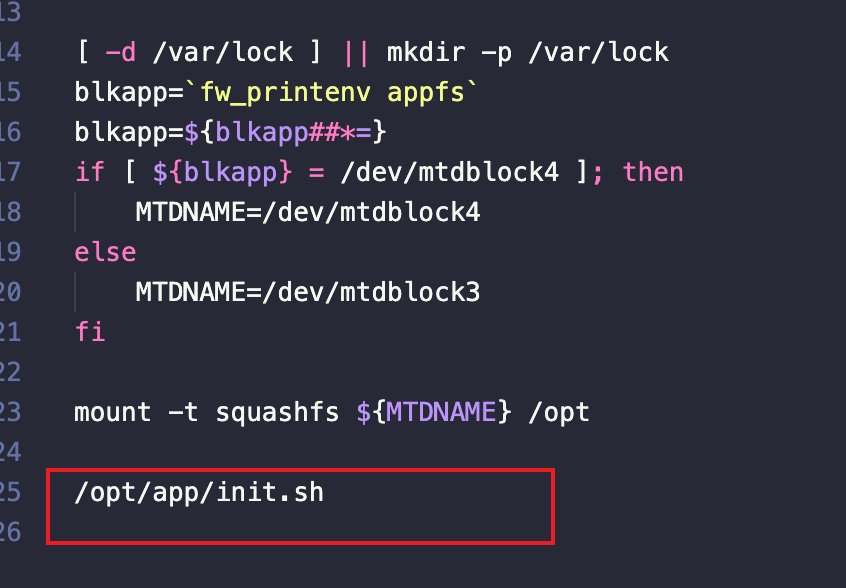 13
14 [ -d /var/lock ] || mkdir -p /var/lock
15 blkapp=`fw_printenv appfs`
16 blkapp=${blkapp##*=}
17 if [ ${blkapp} = /dev/mtdblock4 ]; then
18 MTDNAME=/dev/mtdblock4
19 else
20 MTDNAME=/dev/mtdblock3
21 fi
22
23 mount -t squashfs ${MTDNAME} /opt
24
25 /opt/app/init.sh
26